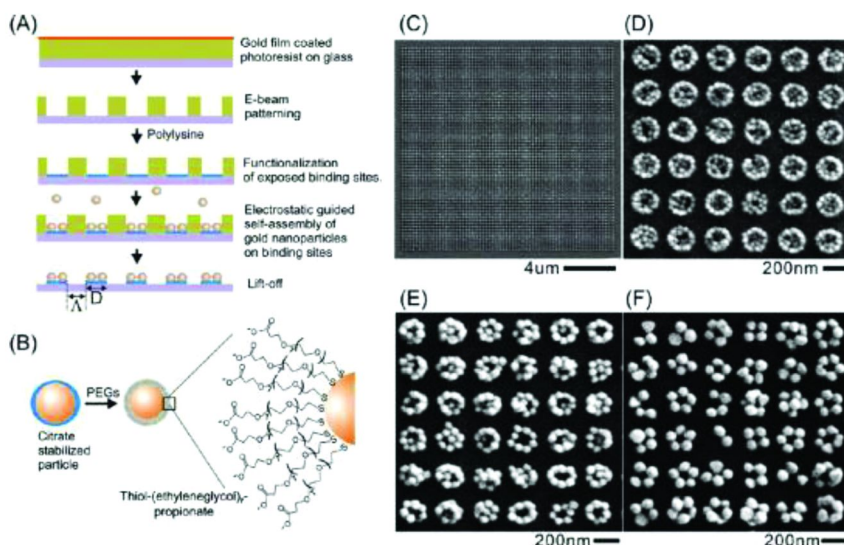 (A)
Gold film coated
photoresist on glass
E-beam
patterning
Polylysine
Functionalization
of exposed binding sites.
Electrostatic guided
self-assembly of
gold nanoparticles
on binding sites
Lift-off
Λ
D
(B)
PEGs
Citrate
stabilized
particle
Thiol-(ethyleneglycol)ᵧ-
propionate
(C)
4um
(D)
200nm
(E)
200nm
(F)
200nm